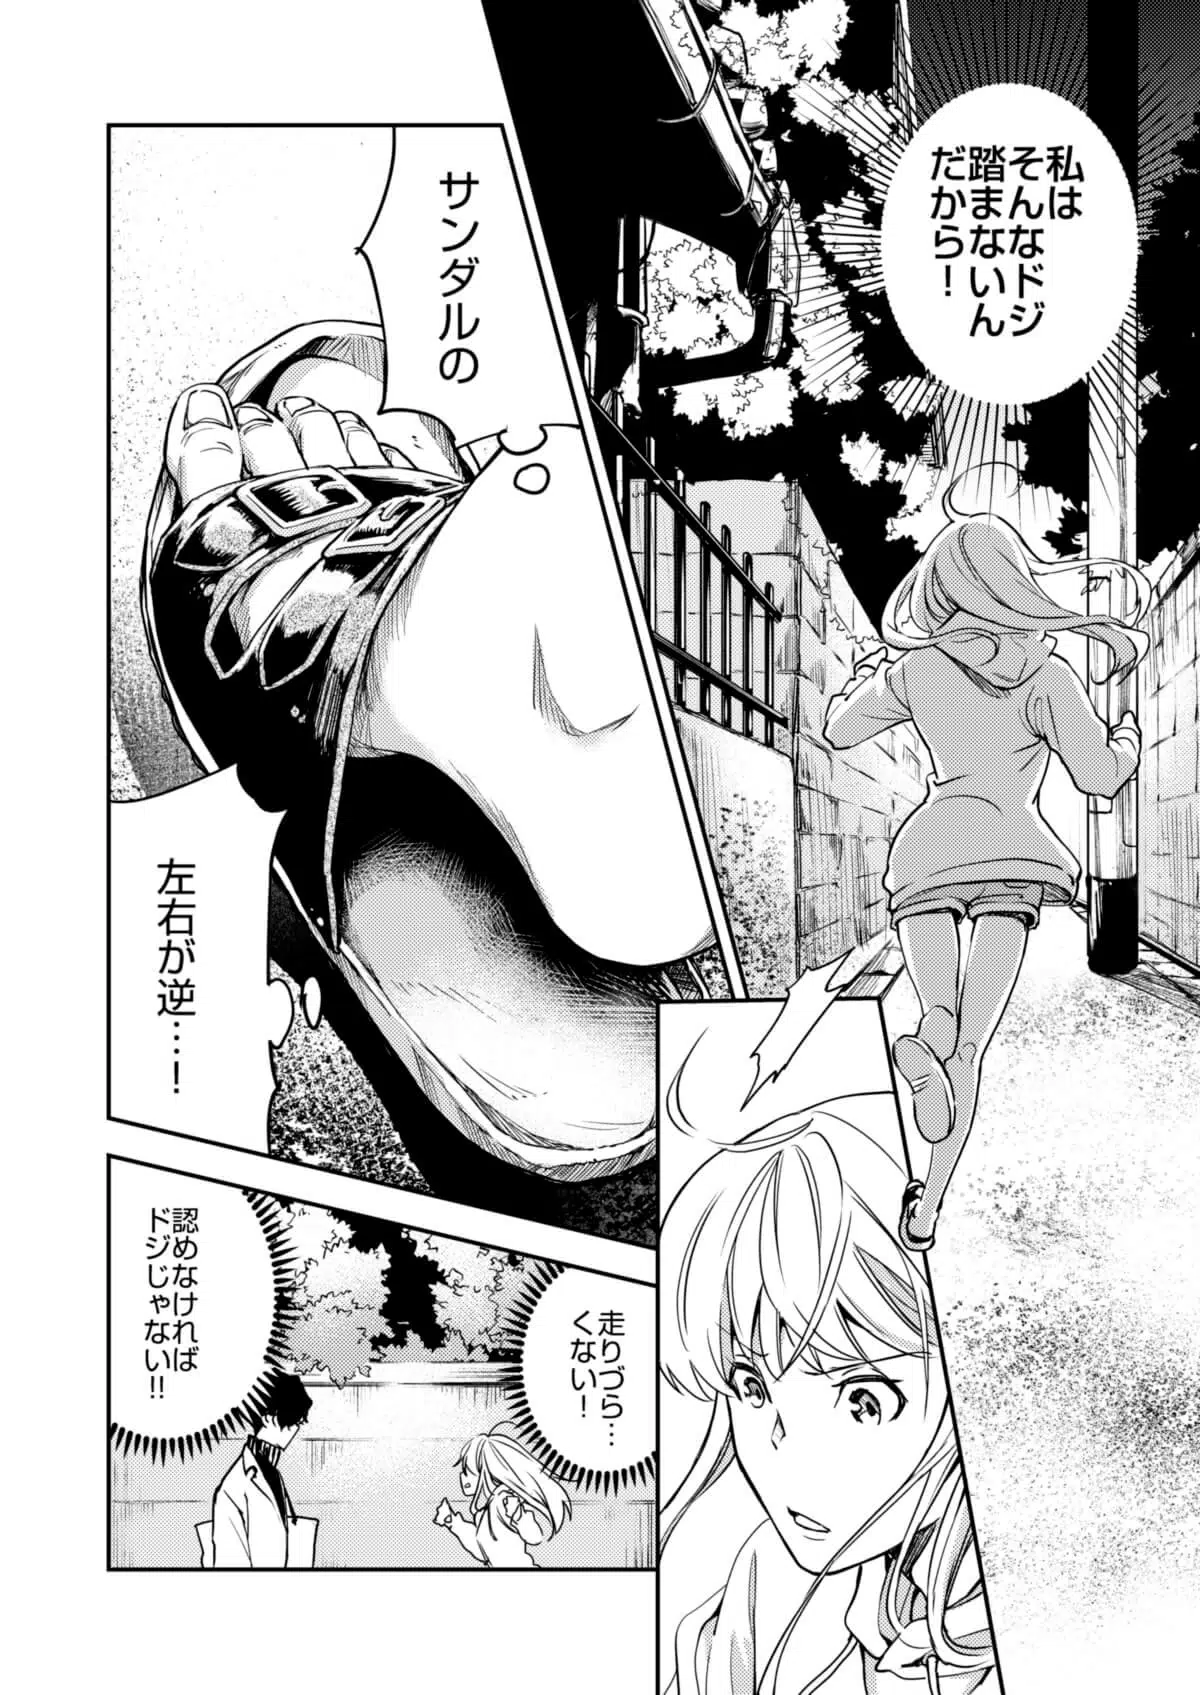 私は
そんなドジ
踏まないん
だから!
サンダルの
左右が逆…!
走りづら…
くない!
認めなければ
ドジじゃない!!